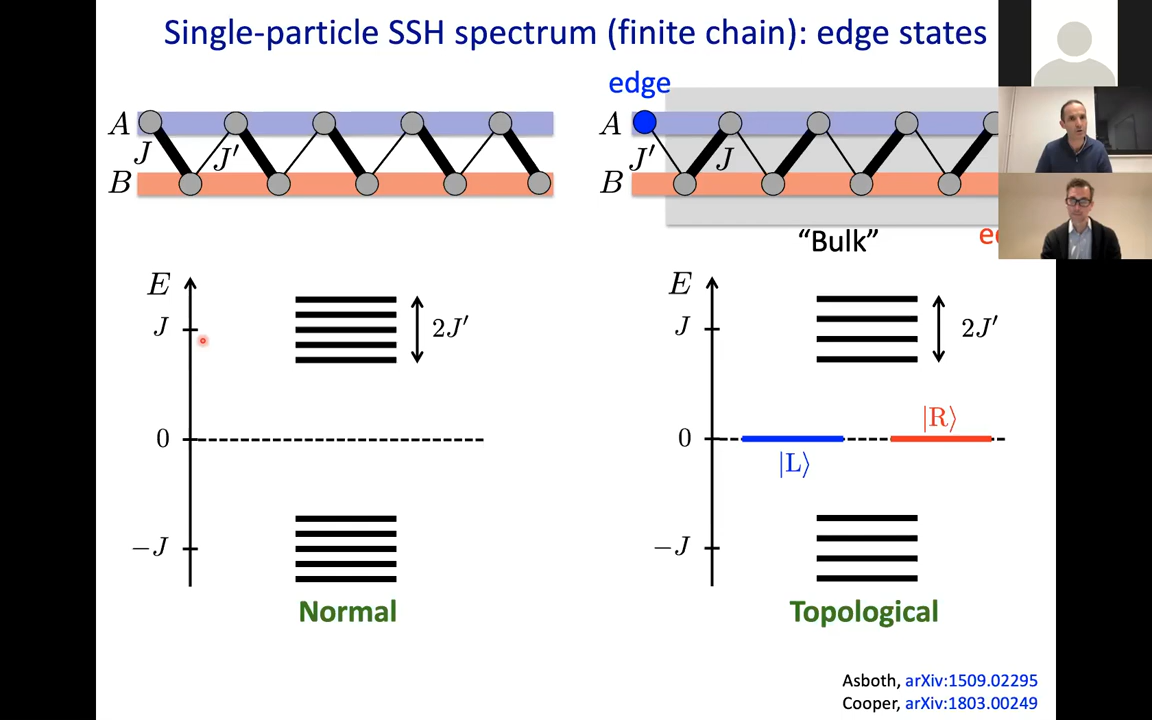 Single-particle SSH spectrum (finite chain): edge states
edge
A
A
J
J′
J′
J
B
B
“Bulk”
E
E
J
2J′
J
2J′
|R⟩
0
0
|L⟩
−J
−J
Normal
Topological
Asboth, arXiv:1509.02295
Cooper, arXiv:1803.00249